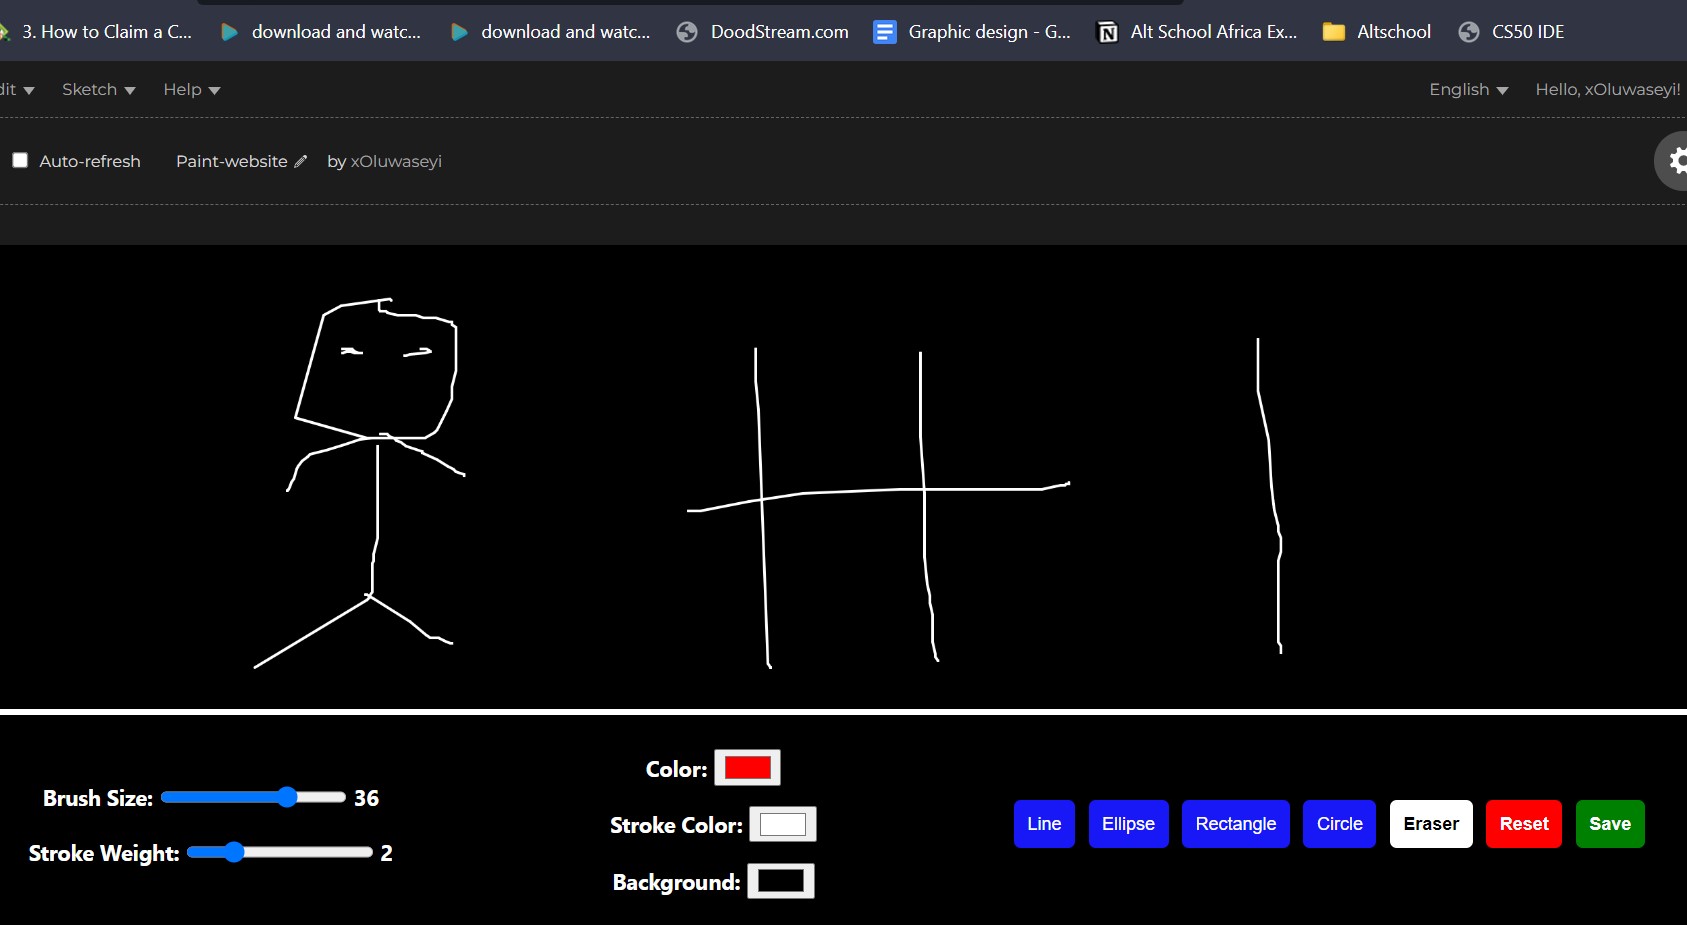 3. How to Claim a C... download and watc... download and watc... DoodStream.com Graphic design - G... Alt School Africa Ex... Altschool CS50 IDE
dit Sketch Help English Hello, xOluwaseyi!
Auto-refresh Paint-website by xOluwaseyi
HI
Color:
Brush Size: 36
Stroke Color:
Line Ellipse Rectangle Circle Eraser Reset Save
Stroke Weight: 2
Background: